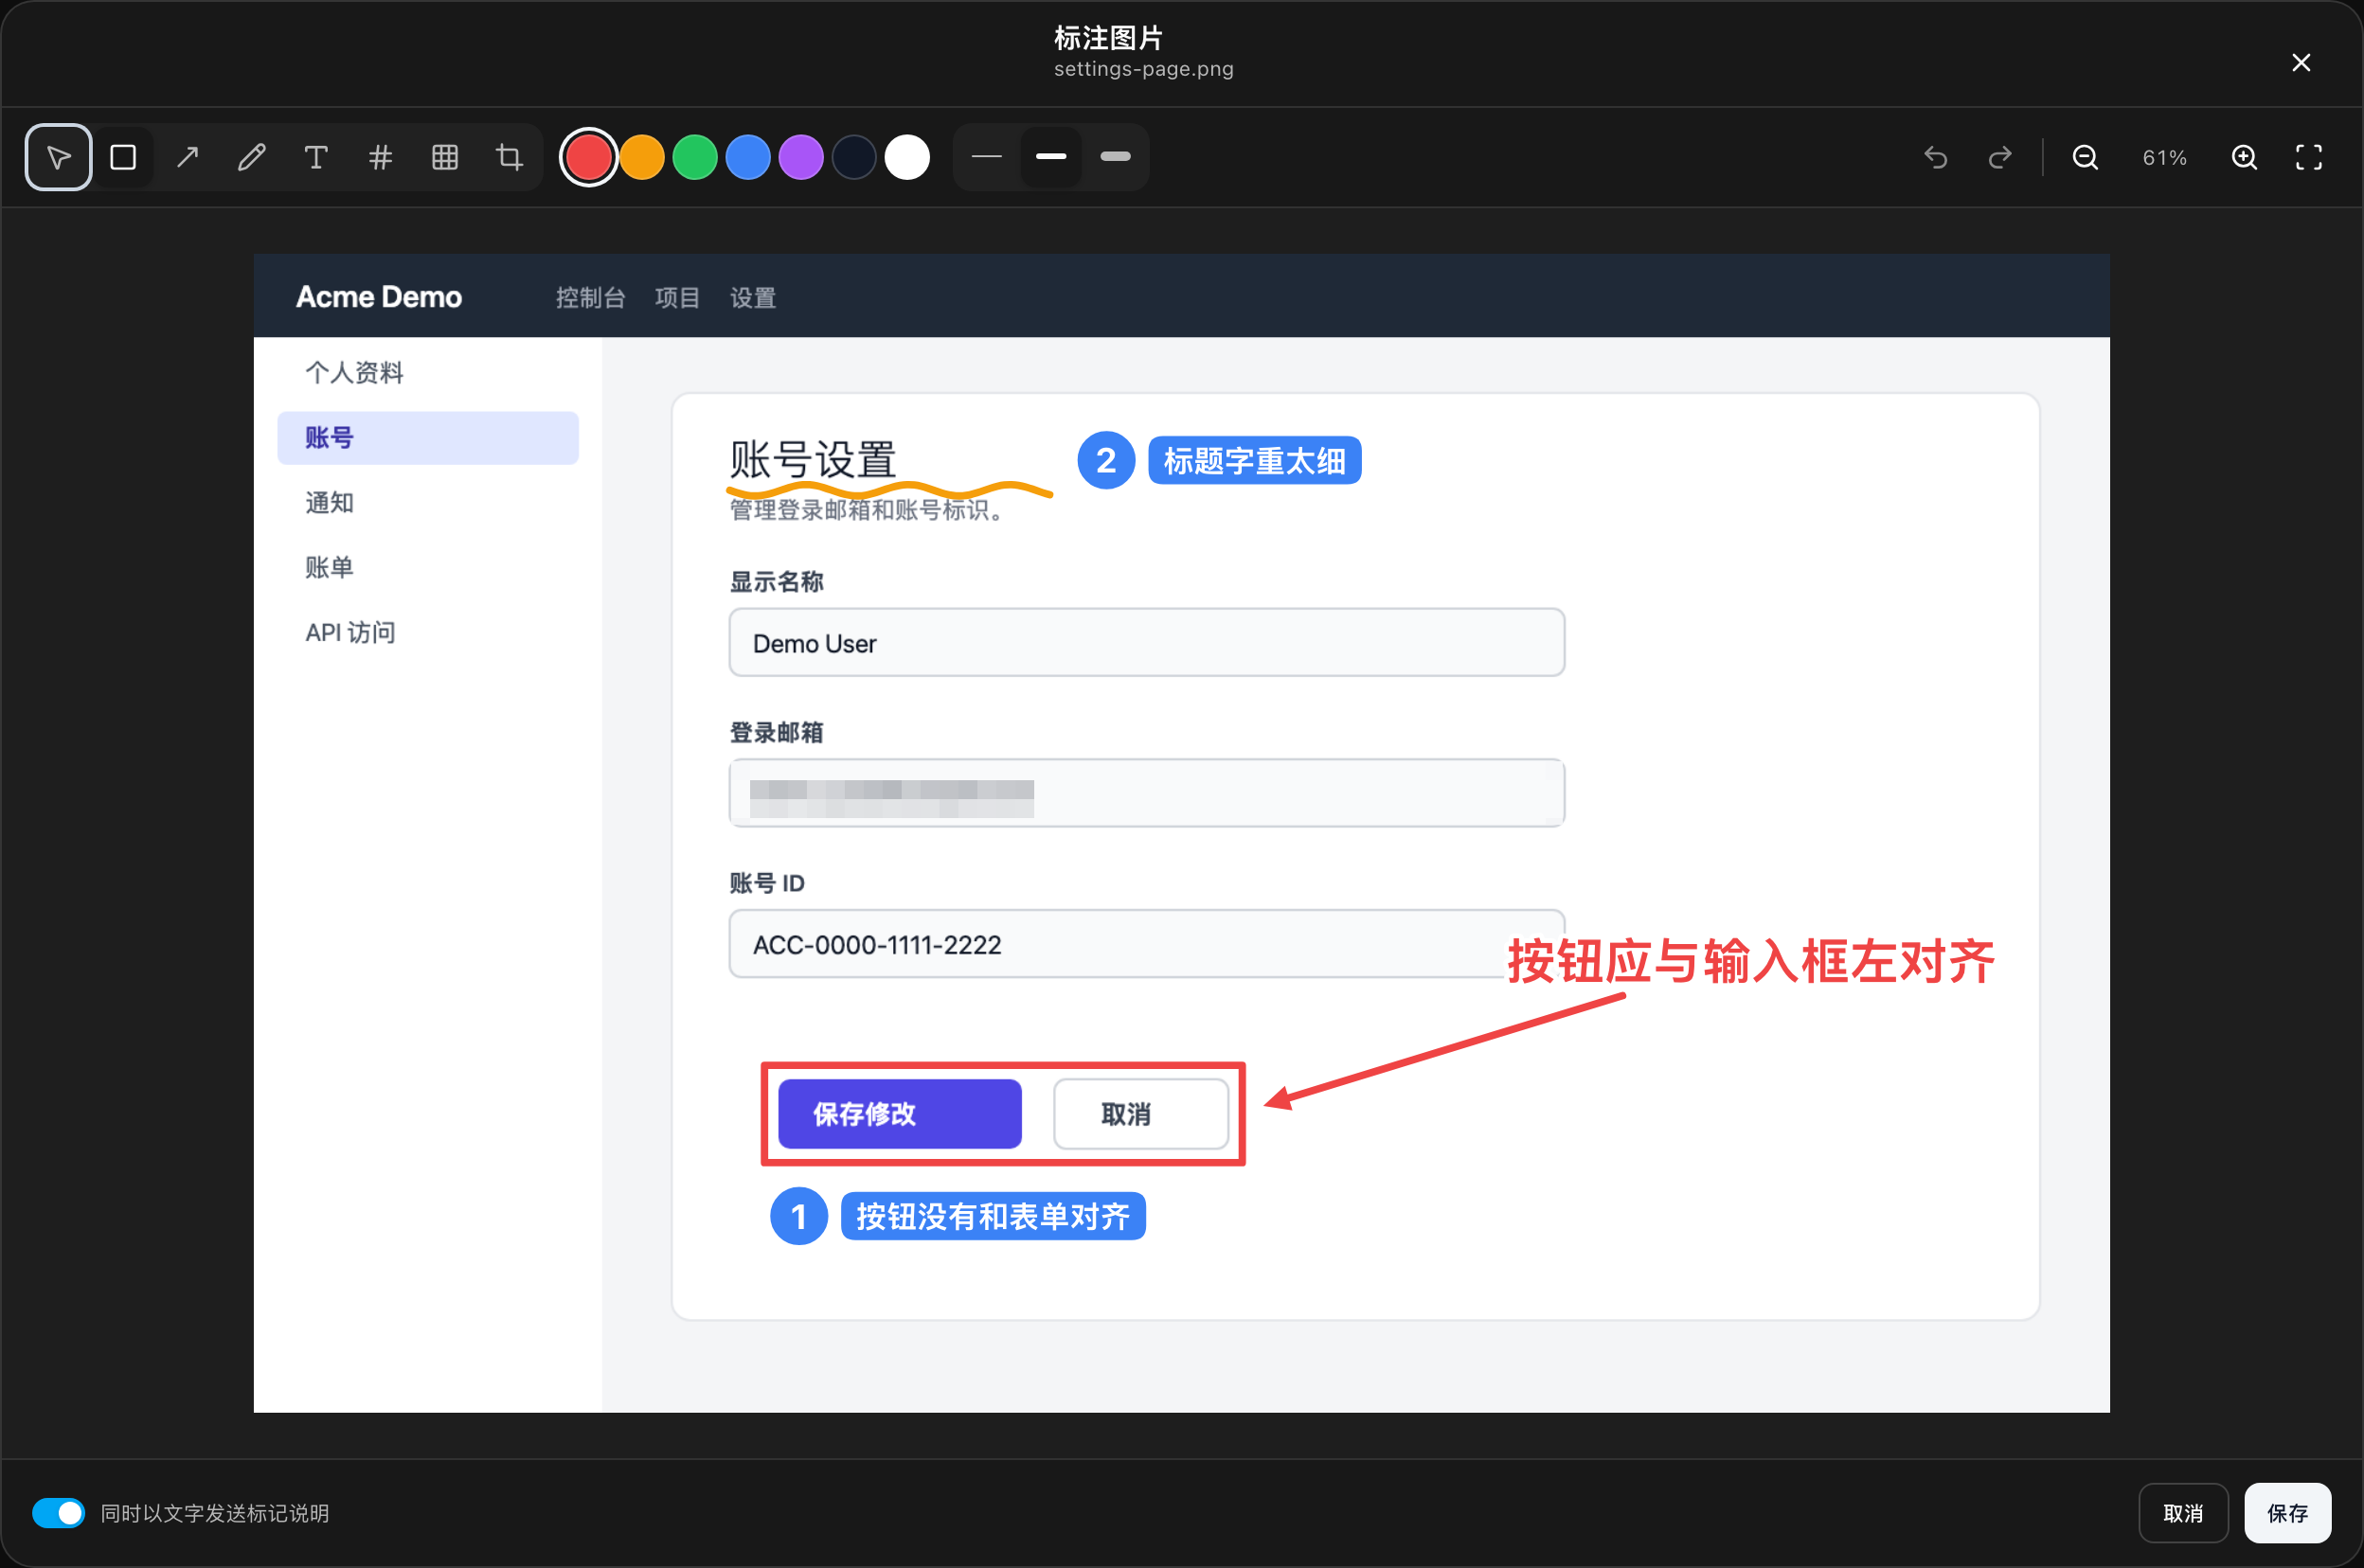 标注图片
settings-page.png
61%
Acme Demo 控制台 项目 设置
个人资料
账号
通知
账单
API 访问
账号设置
2 标题字重太细
管理登录邮箱和账号标识。
显示名称
Demo User
登录邮箱
账号 ID
ACC-0000-1111-2222
按钮应与输入框左对齐
保存修改 取消
1 按钮没有和表单对齐
同时以文字发送标记说明
取消 保存